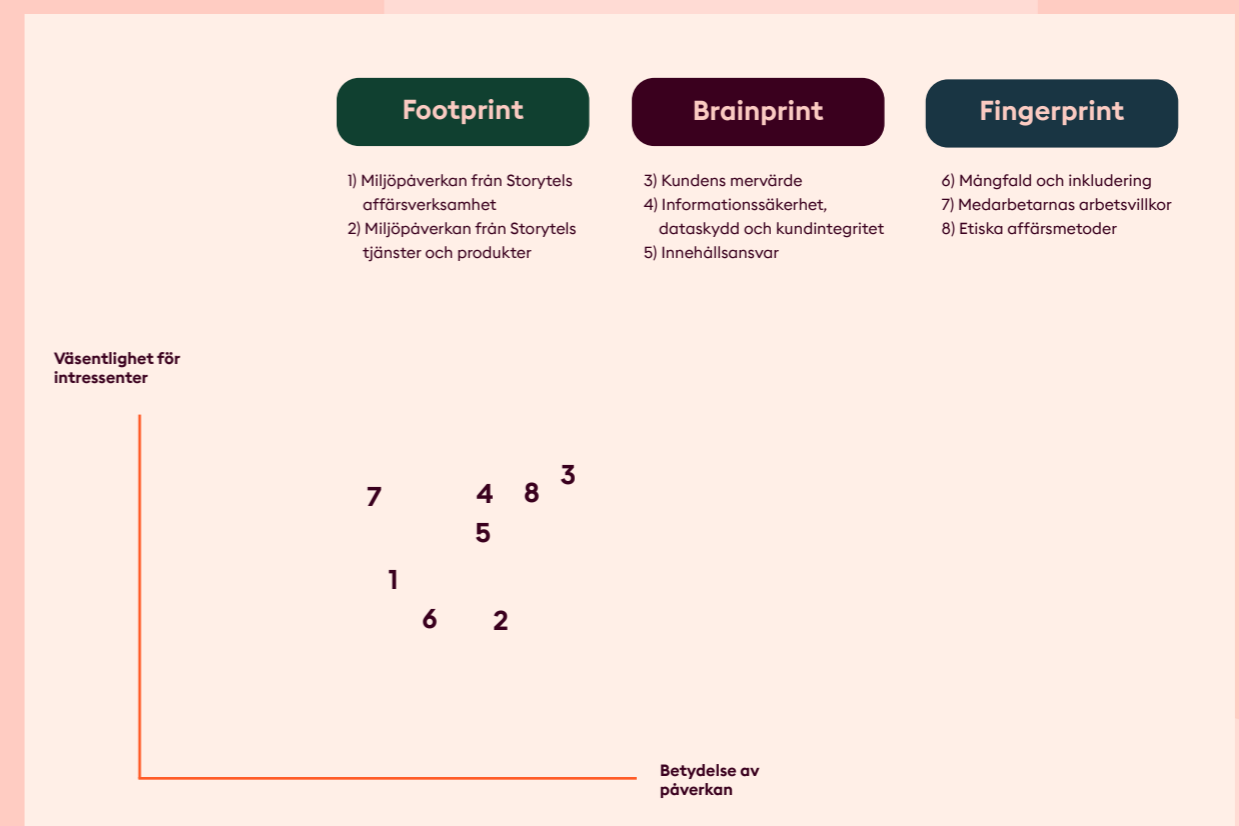 Footprint
1) Miljöpåverkan från Storytels
affärsverksamhet
2) Miljöpåverkan från Storytels
tjänster och produkter
Brainprint
3) Kundens mervärde
4) Informationssäkerhet,
dataskydd och kundintegritet
5) Innehållsansvar
Fingerprint
6) Mångfald och inkludering
7) Medarbetarnas arbetsvillkor
8) Etiska affärsmetoder
Väsentlighet för
intressenter
3
7
4
8
5
1
6
2
Betydelse av
påverkan